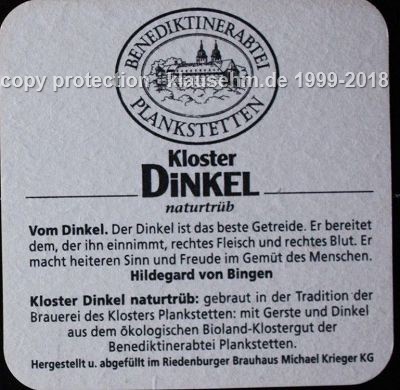 BENEDIKTINERABTEI
copy protection - klausehm.de 1999-2018
PLANKSTETTEN
Kloster
DiNKEL
naturtrüb
Vom Dinkel. Der Dinkel ist das beste Getreide. Er bereitet
dem, der ihn einnimmt, rechtes Fleisch und rechtes Blut. Er
macht heiteren Sinn und Freude im Gemüt des Menschen.
Hildegard von Bingen
Kloster Dinkel naturtrüb: gebraut in der Tradition der
Brauerei des Klosters Plankstetten: mit Gerste und Dinkel
aus dem ökologischen Bioland-Klostergut der
Benediktinerabtei Plankstetten.
Hergestellt u. abgefüllt im Riedenburger Brauhaus Michael Krieger KG